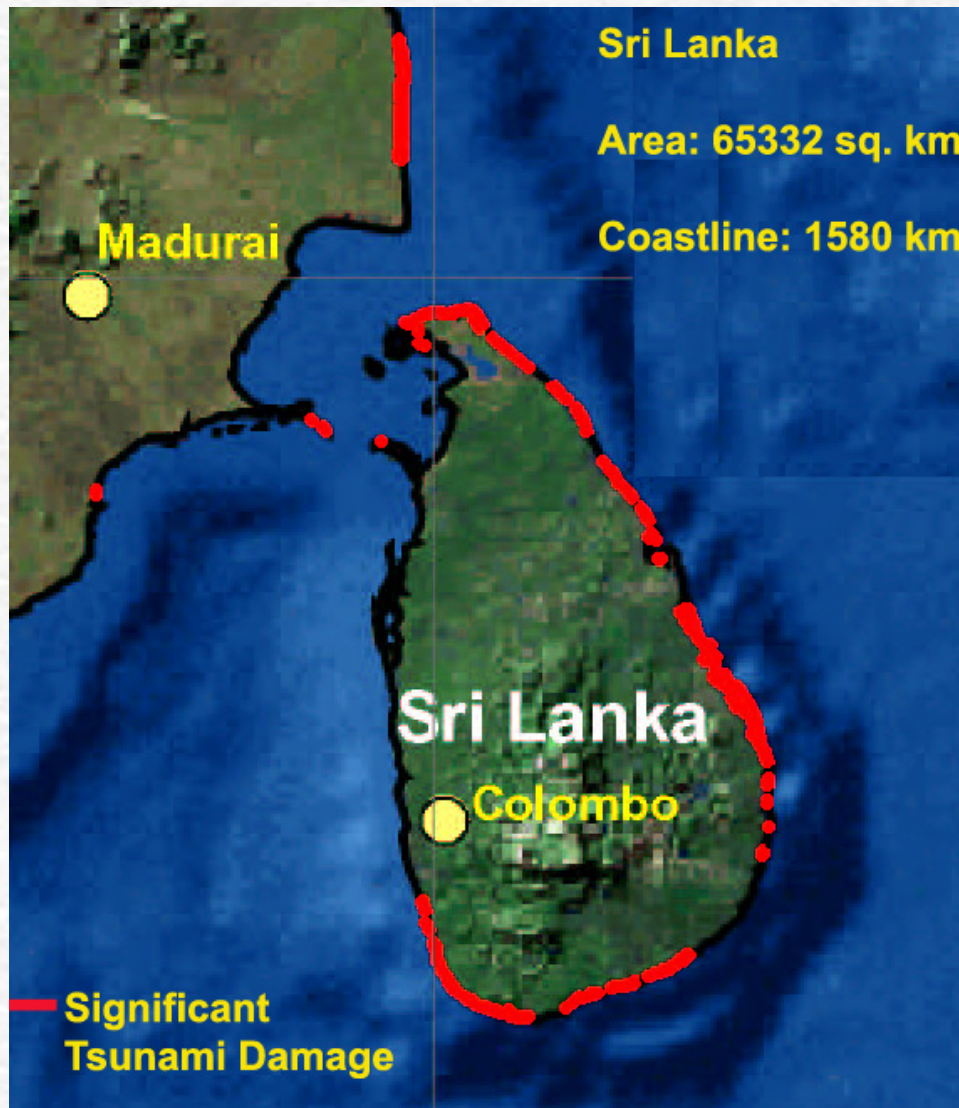 Sri Lanka
Area: 65332 sq. km
Coastline: 1580 km
Madurai
Sri Lanka
Colombo
Significant
Tsunami Damage